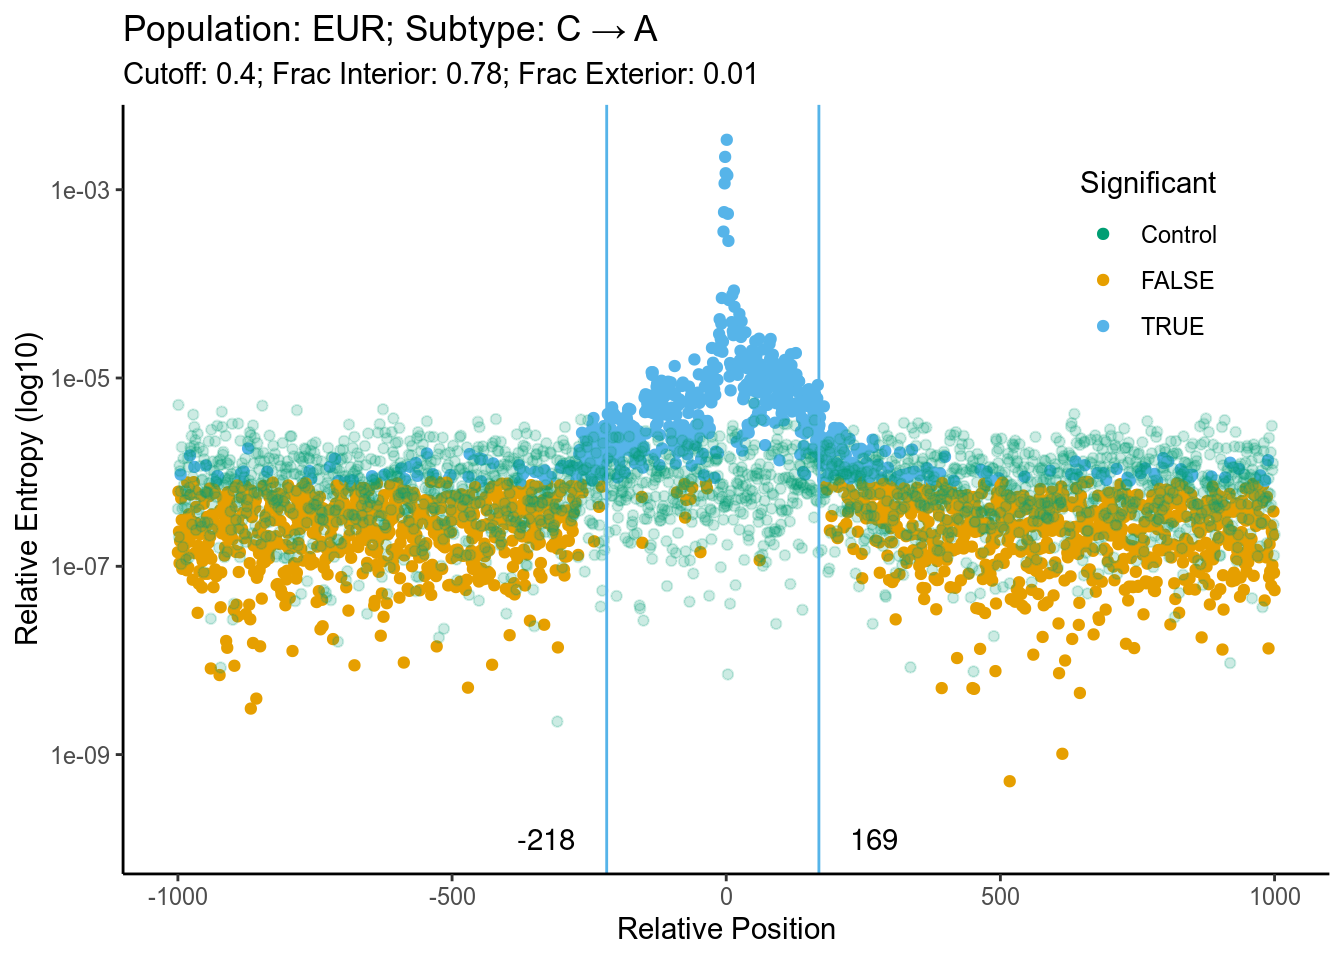 Population: EUR; Subtype: C → A
Cutoff: 0.4; Frac Interior: 0.78; Frac Exterior: 0.01
Relative Entropy (log10)
1e-03
1e-05
1e-07
1e-09
Significant
Control
FALSE
TRUE
-218
169
-1000
-500
0
500
1000
Relative Position